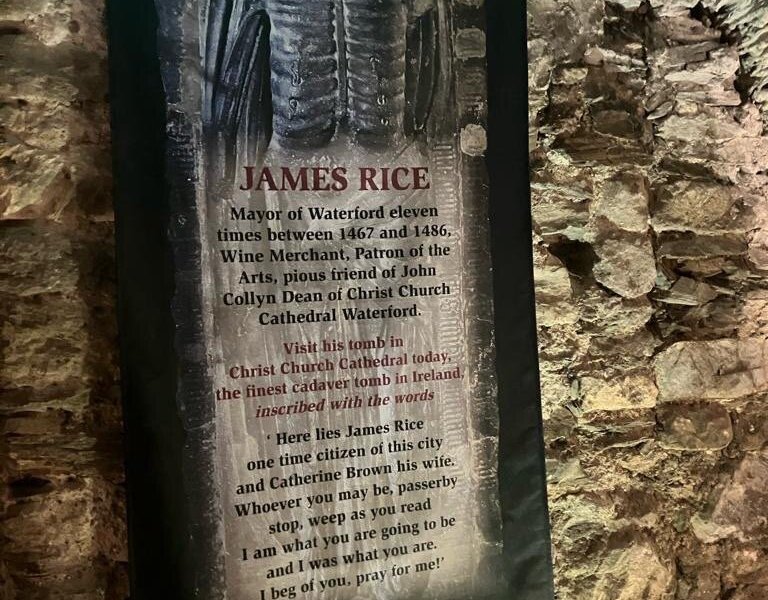 JAMES RICE
Mayor of Waterford eleven
times between 1467 and 1486,
Wine Merchant, Patron of the
Arts, pious friend of John
Collyn Dean of Christ Church
Cathedral Waterford.
Visit his tomb in
Christ Church Cathedral today,
the finest cadaver tomb in Ireland,
inscribed with the words
‘ Here lies James Rice
one time citizen of this city
and Catherine Brown his wife.
Whoever you may be, passerby
stop, weep as you read
I am what you are going to be
and I was what you are.
I beg of you, pray for me!’